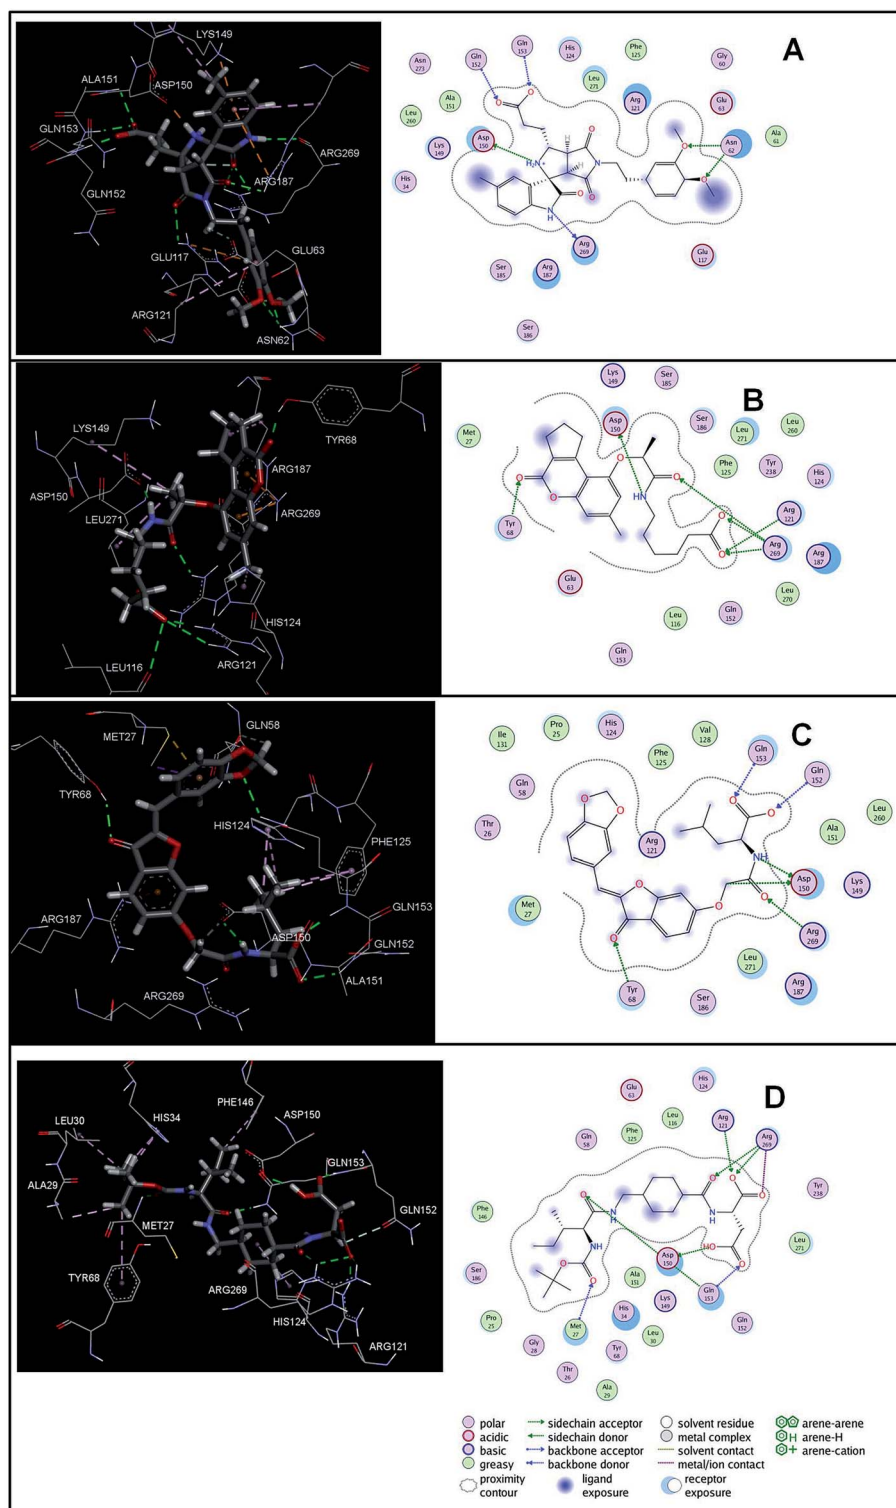 A
LYS149
ALA151
ASP150
GLN153
ARG269
ARG187
GLN152
GLU117
GLU63
ARG121
ASN62
Asn 273
Gln 152
Gln 153
His 124
Phe 125
Gly 60
Leu 271
Ala 151
Arg 121
Glu 63
Leu 260
Lys 149
Asp 150
Asn 62
Ala 61
His 34
H₂N+
H
H
O
O
O
O
N
O
O
O
NH
Arg 269
Glu 117
Ser 185
Arg 187
Ser 186
B
TYR68
LYS149
ARG187
ASP150
LEU271
ARG269
HIS124
ARG121
LEU116
Lys 149
Ser 185
Met 27
Asp 150
Ser 186
Leu 271
Leu 260
Phe 125
Tyr 238
His 124
O
O
O
O
HN
O
O
Tyr 68
Arg 121
Arg 269
Arg 187
Glu 63
Leu 270
Leu 116
Gln 152
Gln 153
C
MET27
GLN58
TYR68
HIS124
PHE125
GLN153
ARG187
ASP150
GLN152
ALA151
ARG269
Ile 131
Pro 25
His 124
Val 128
Phe 125
Gln 153
Gln 152
Gln 58
Leu 260
Thr 26
Arg 121
Ala 151
O
O
O
O
NH
O
O
O
O
Asp 150
Lys 149
Met 27
Arg 269
Leu 271
Tyr 68
Ser 186
Arg 187
D
PHE146
LEU30
HIS34
ASP150
GLN153
ALA29
GLN152
MET27
TYR68
ARG269
HIS124
ARG121
Glu 63
His 124
Leu 116
Arg 121
Arg 269
Gln 58
Phe 125
Tyr 238
Phe 146
Leu 271
O
O
NH
O
O
O
NH
HO
O
NH
O
O
Asp 150
Ser 186
Ala 151
Gln 153
Lys 149
Pro 25
Met 27
His 34
Gln 152
Leu 30
Gly 28
Tyr 68
Thr 26
Ala 29
polar
sidechain acceptor
solvent residue
arene-arene
acidic
sidechain donor
metal complex
H arene-H
basic
backbone acceptor
solvent contact
+ arene-cation
greasy
backbone donor
metal/ion contact
proximity
contour
ligand
exposure
receptor
exposure